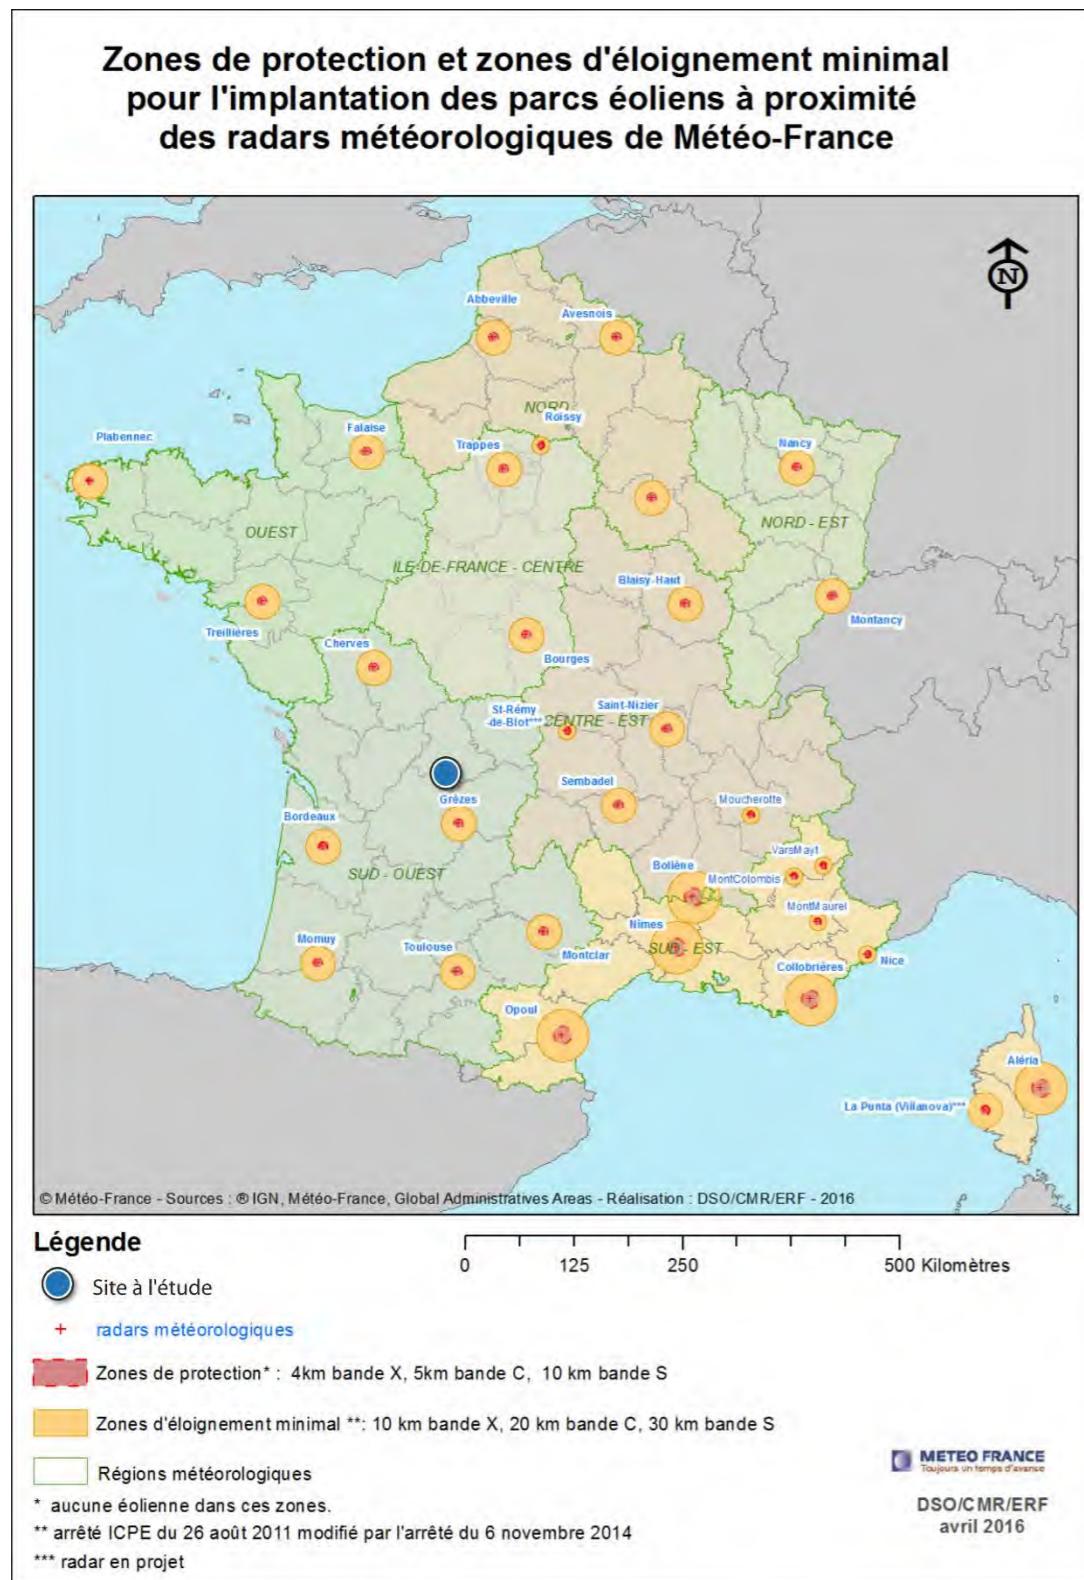 Zones de protection et zones d'éloignement minimal
pour l'implantation des parcs éoliens à proximité
des radars météorologiques de Météo-France
N
Abbeville
Avesnois
NORD
Roissy
Plabennec
Falaise
Trappes
Nancy
OUEST
NORD - EST
ILE-DE-FRANCE - CENTRE
Blaisy-Haut
Treillières
Montancy
Cherves
Bourges
St-Rémy
-de-Blot***
CENTRE - EST
Saint-Nizier
Grèzes
Sembadel
Moucherotte
Bordeaux
VarsMayt
SUD - OUEST
Bollène
MontColombis
MontMaurel
Momuy
Toulouse
Nîmes
SUD - EST
Montclar
Nice
Collobrières
Opoul
Aléria
La Punta (Villanova)***
© Météo-France - Sources : ® IGN, Météo-France, Global Administratives Areas - Réalisation : DSO/CMR/ERF - 2016
Légende
0 125 250 500 Kilomètres
Site à l'étude
radars météorologiques
Zones de protection* : 4km bande X, 5km bande C, 10 km bande S
Zones d'éloignement minimal **: 10 km bande X, 20 km bande C, 30 km bande S
Régions météorologiques
METEO FRANCE
Toujours un temps d'avance
* aucune éolienne dans ces zones.
** arrêté ICPE du 26 août 2011 modifié par l'arrêté du 6 novembre 2014
*** radar en projet
DSO/CMR/ERF
avril 2016